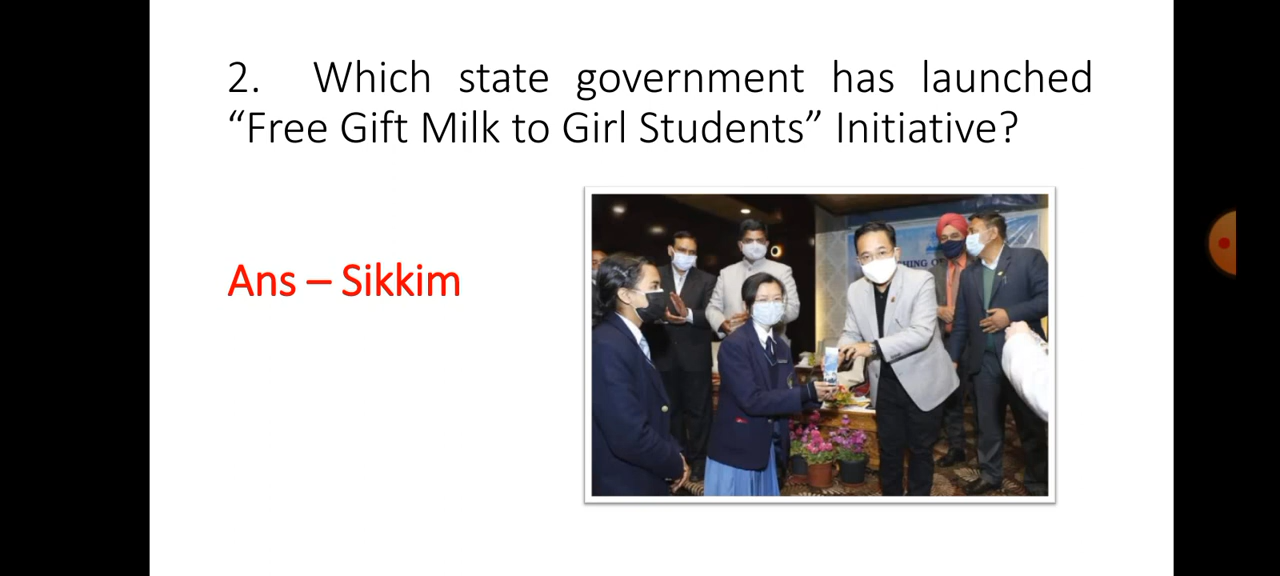 2. Which state government has launched
“Free Gift Milk to Girl Students” Initiative?
Ans – Sikkim